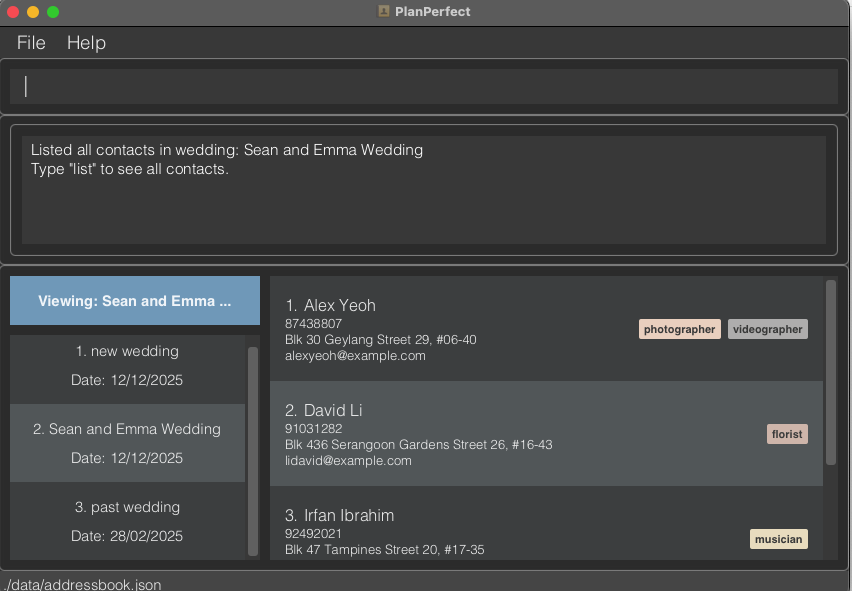 PlanPerfect
File Help
Listed all contacts in wedding: Sean and Emma Wedding
Type "list" to see all contacts.
Viewing: Sean and Emma ...
1. new wedding
Date: 12/12/2025
2. Sean and Emma Wedding
Date: 12/12/2025
3. past wedding
Date: 28/02/2025
1. Alex Yeoh
87438807
Blk 30 Geylang Street 29, #06-40
alexyeoh@example.com
photographer videographer
2. David Li
91031282
Blk 436 Serangoon Gardens Street 26, #16-43
lidavid@example.com
florist
3. Irfan Ibrahim
92492021
Blk 47 Tampines Street 20, #17-35
musician
./data/addressbook.json